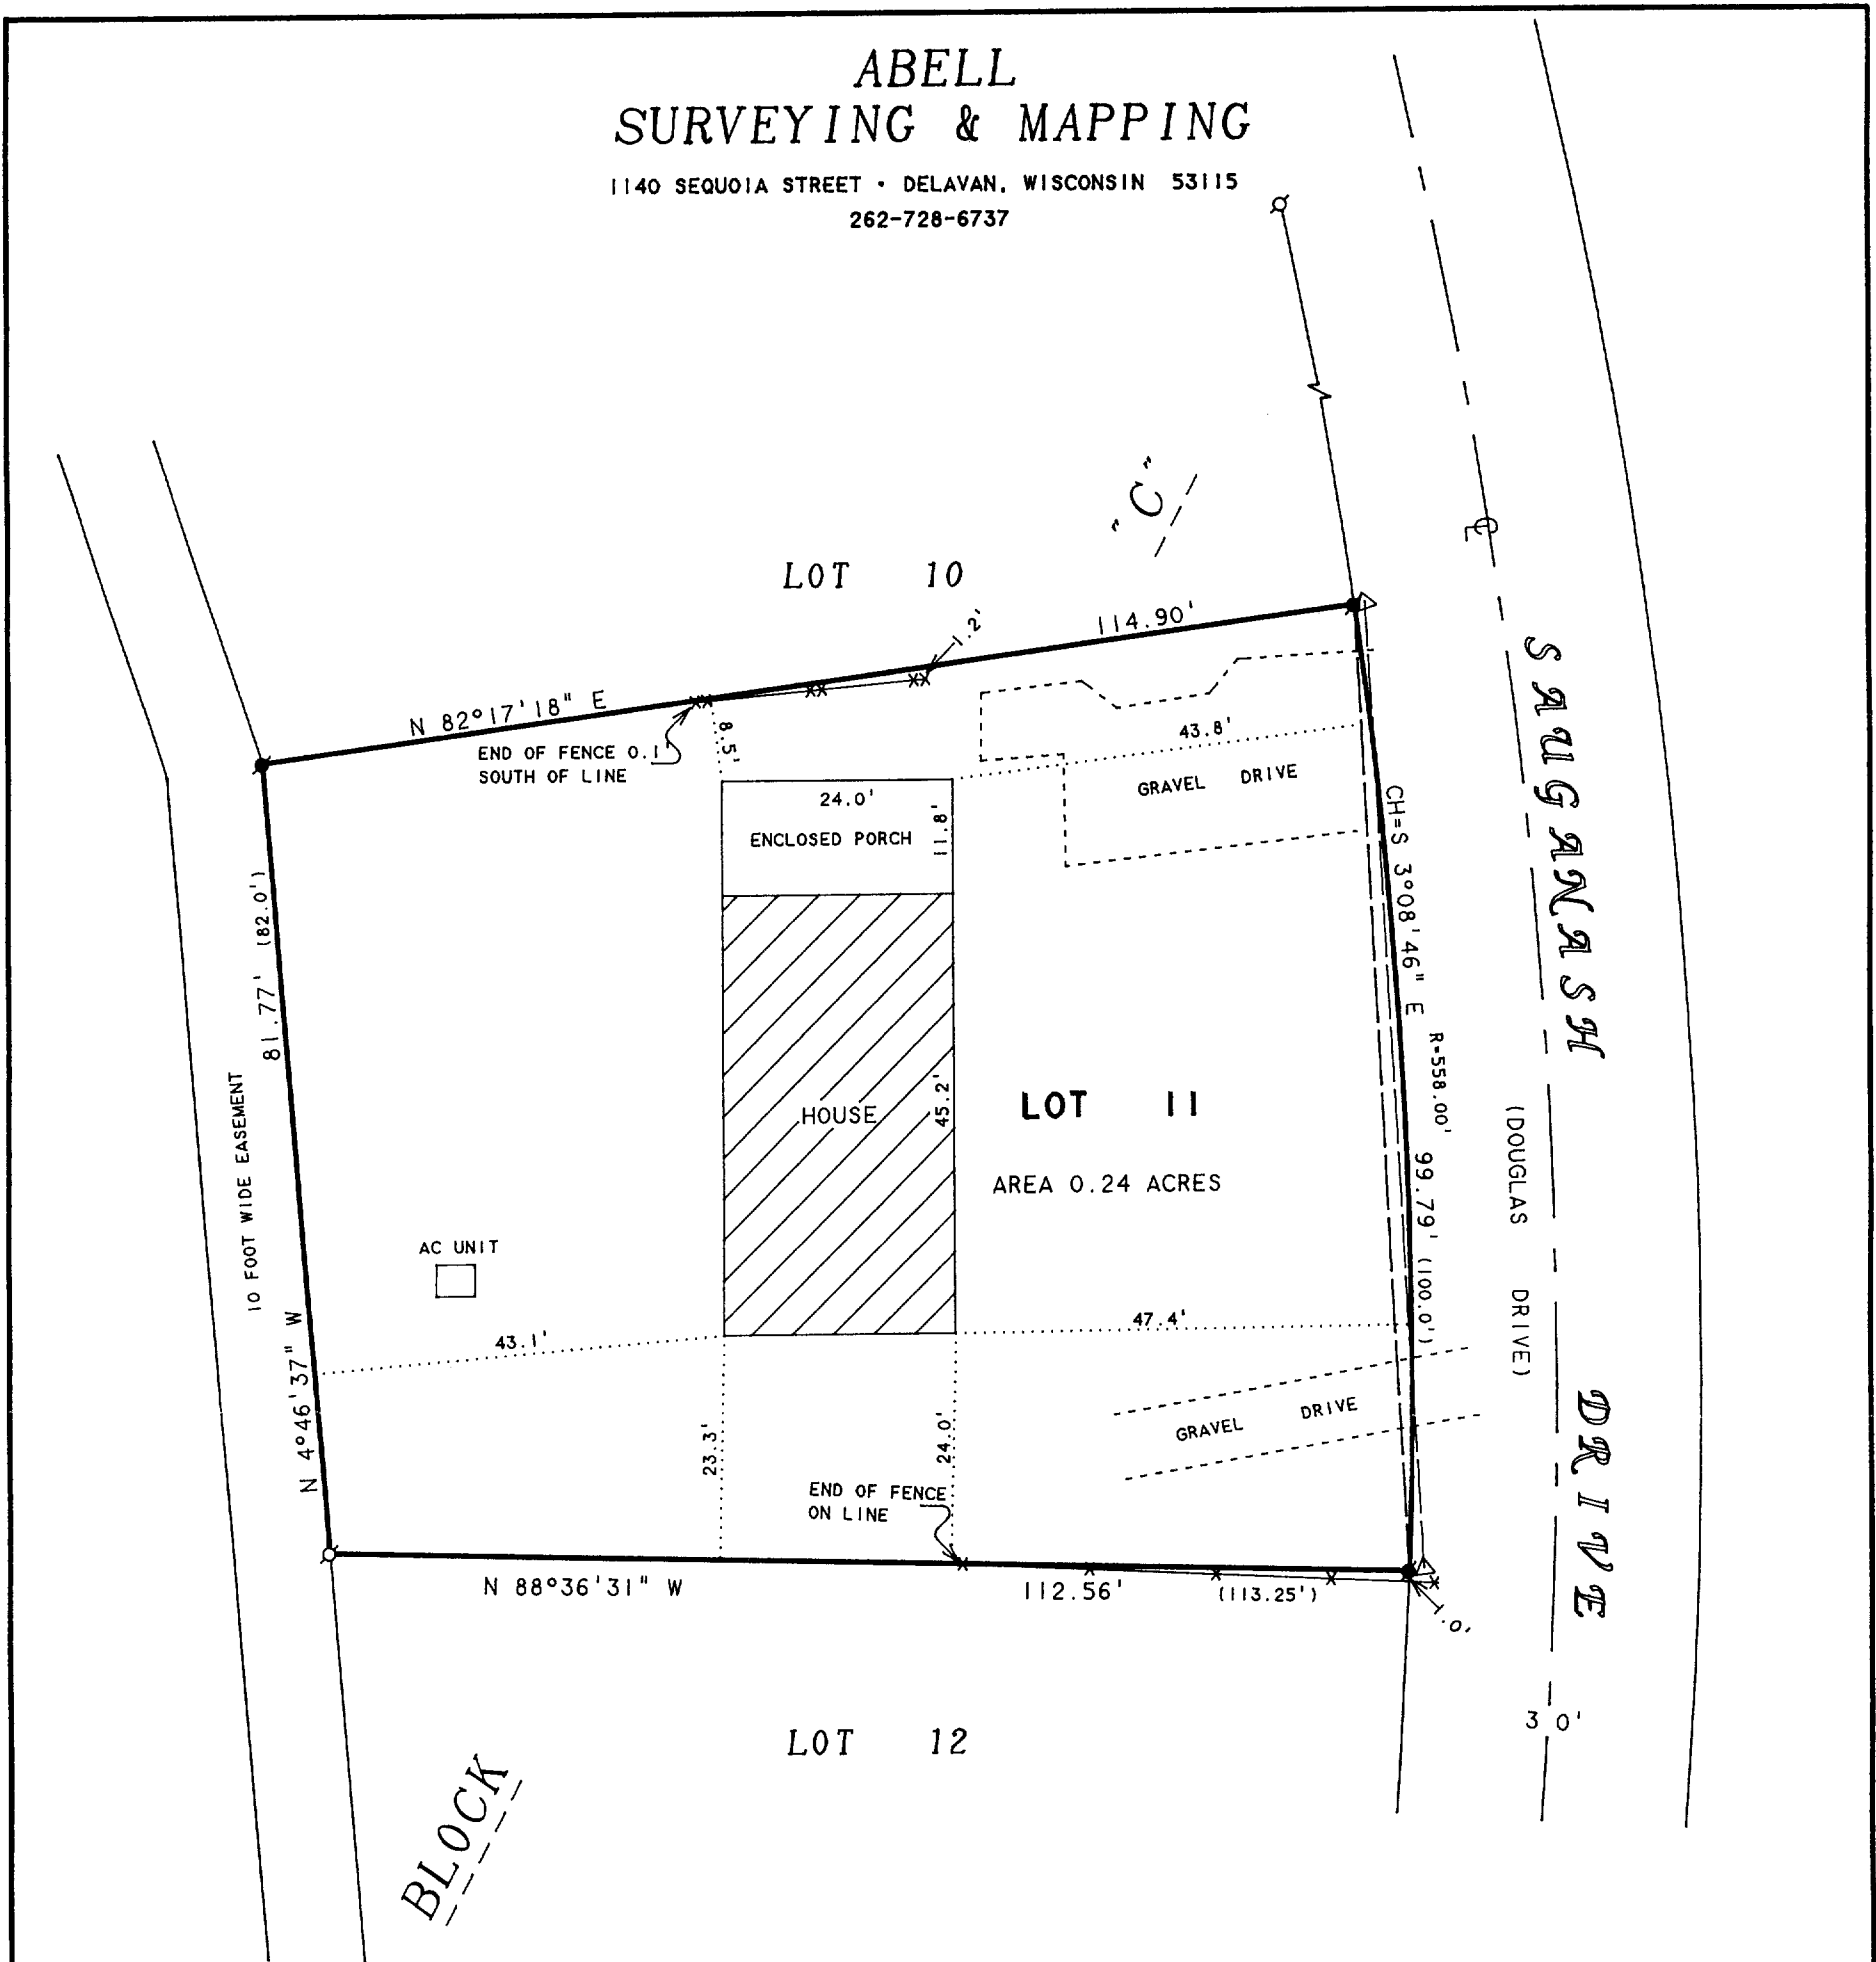 ABELL
SURVEYING & MAPPING
1140 SEQUOIA STREET • DELAVAN, WISCONSIN 53115
262-728-6737
"C"
LOT 10
1.2'
114.90'
N 82°17'18" E
END OF FENCE 0.1'
SOUTH OF LINE
8.5'
43.8'
GRAVEL DRIVE
24.0'
ENCLOSED PORCH
11.8'
CH=S 3°08'46" E
R=558.00'
99.79' (100.0')
SAUGANASH
DRIVE
(DOUGLAS DRIVE)
81.77' (82.0')
N 4°46'37" W
10 FOOT WIDE EASEMENT
HOUSE
45.2'
LOT 11
AREA 0.24 ACRES
AC UNIT
43.1'
47.4'
23.3'
24.0'
GRAVEL DRIVE
END OF FENCE
ON LINE
N 88°36'31" W
112.56'
(113.25')
1.0'
30'
LOT 12
BLOCK